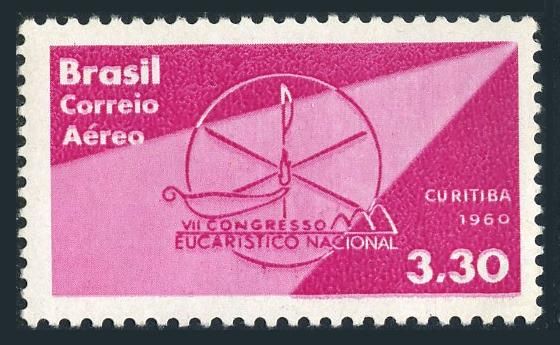 Brasil
Correio
Aéreo
CURITIBA
1960
VII CONGRESSO
EUCARÍSTICO NACIONAL
3.30